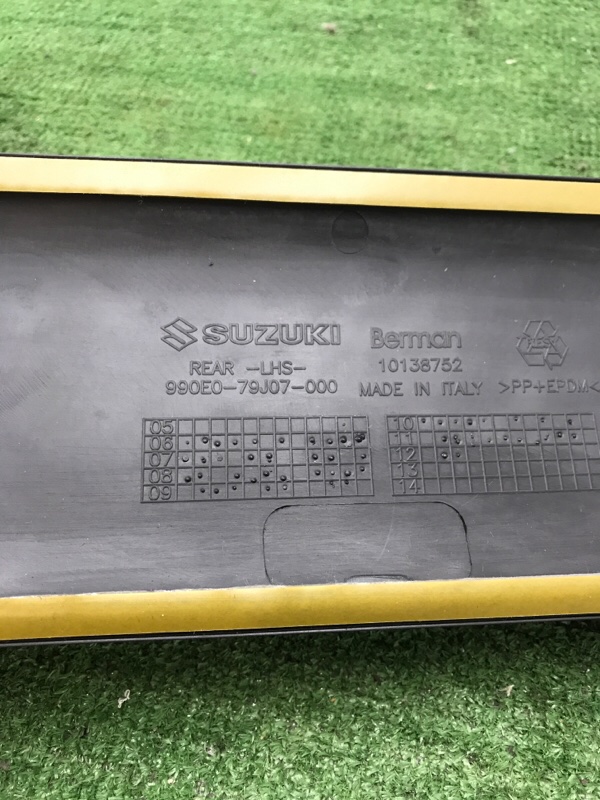 SUZUKI
REAR -LHS-
990E0-79J07-000
Berman
10138752
MADE IN ITALY >PP+EPDM<
05
06
07
08
09
10
11
12
13
14